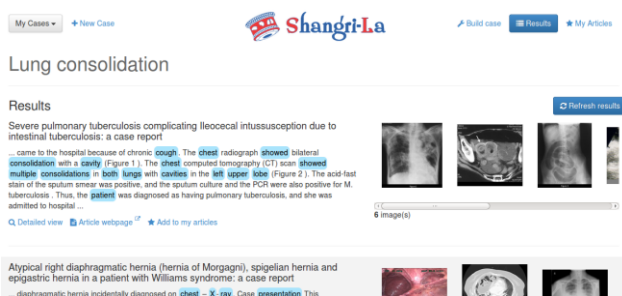 My Cases
+ New Case
Shangri-La
Build case
Results
My Articles
Lung consolidation
Results
Refresh results
Severe pulmonary tuberculosis complicating Ileocecal intussusception due to
intestinal tuberculosis: a case report
... came to the hospital because of chronic cough . The chest radiograph showed bilateral
consolidation with a cavity (Figure 1 ). The chest computed tomography (CT) scan showed
multiple consolidations in both lungs with cavities in the left upper lobe (Figure 2 ). The acid-fast
stain of the sputum smear was positive, and the sputum culture and the PCR were also positive for M.
tuberculosis . Thus, the patient was diagnosed as having pulmonary tuberculosis, and she was
admitted to hospital ...
6 image(s)
Detailed view
Article webpage
Add to my articles
Atypical right diaphragmatic hernia (hernia of Morgagni), spigelian hernia and
epigastric hernia in a patient with Williams syndrome: a case report
... diaphragmatic hernia incidentally diagnosed on chest – X - ray. Case presentation This